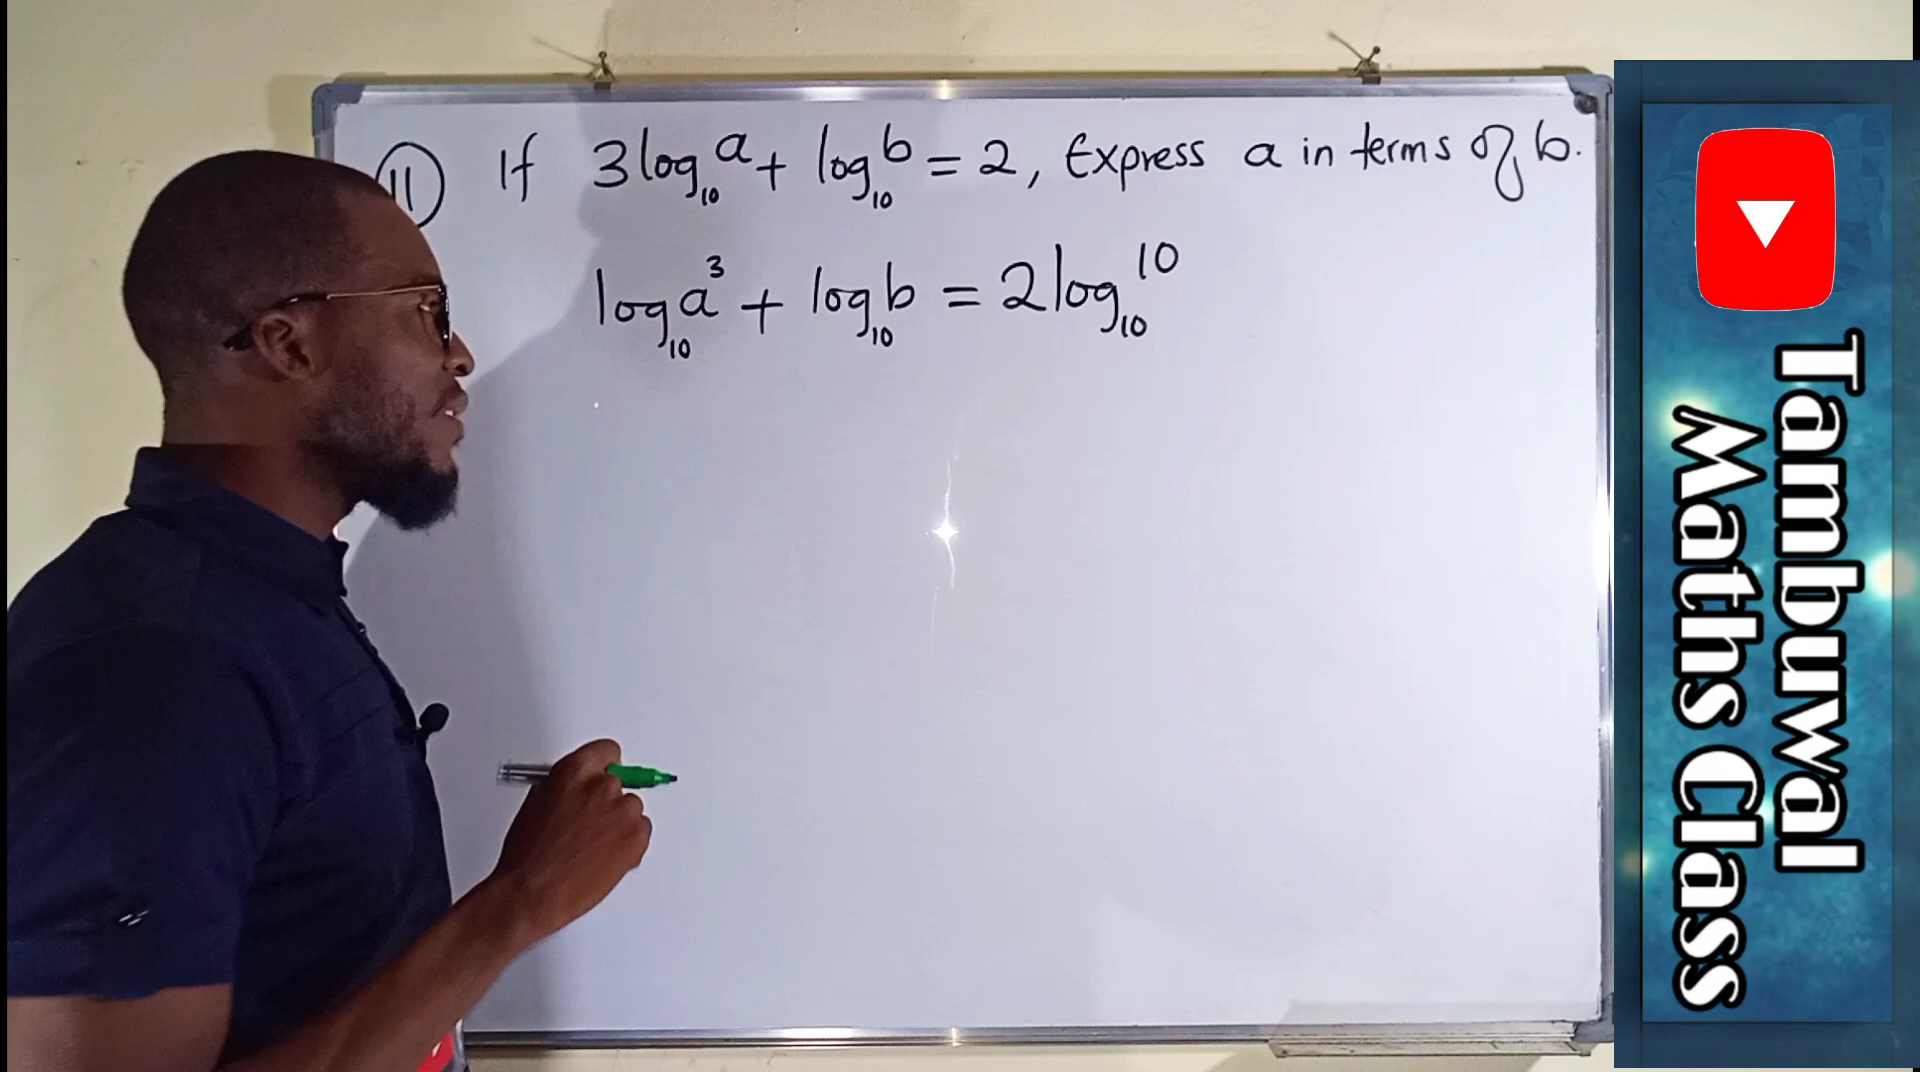 11 If 3log₁₀a + log₁₀b = 2, Express a in terms of b.
log₁₀a³ + log₁₀b = 2log₁₀10
Tambuwal
Maths Class